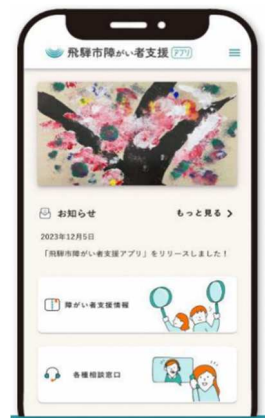 飛騨市障がい者支援 アプリ
お知らせ
もっと見る
2023年12月5日
「飛騨市障がい者支援アプリ」をリリースしました！
障がい者支援情報
各種相談窓口